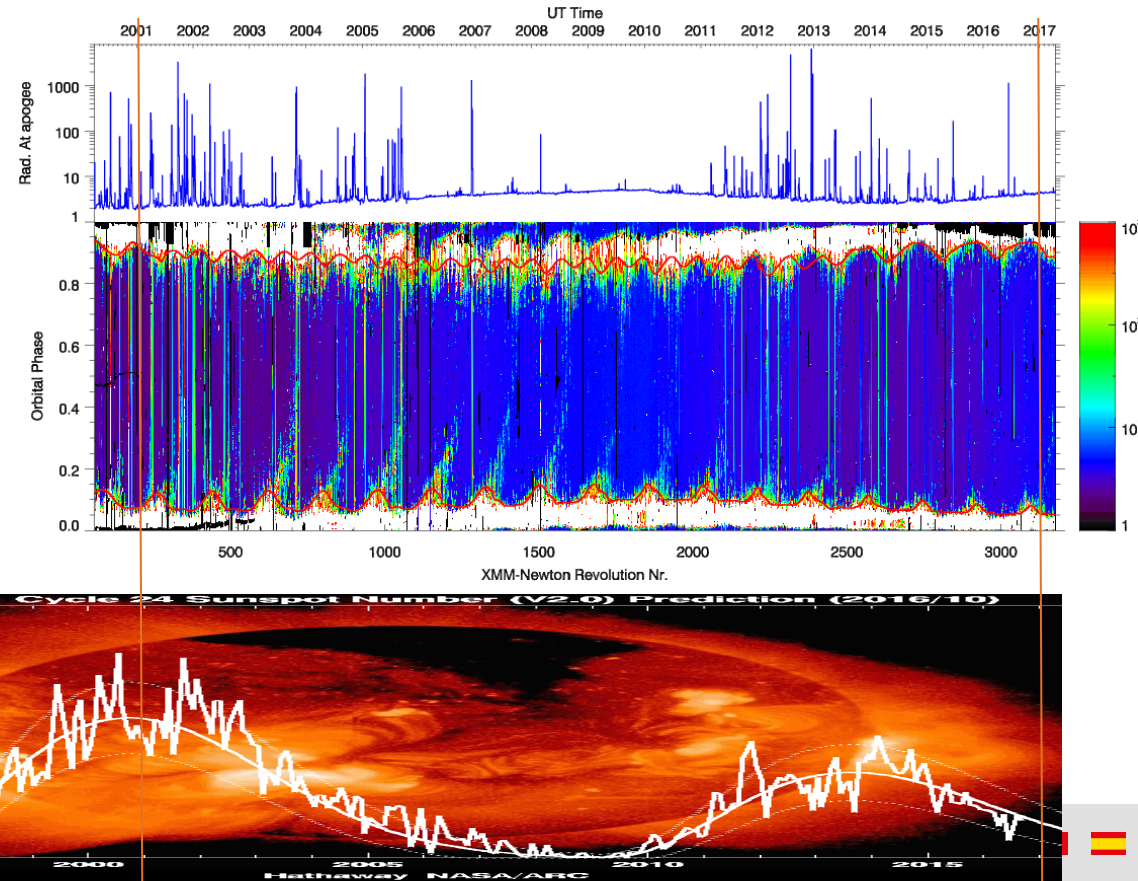 UT Time
2001 2002 2003 2004 2005 2006 2007 2008 2009 2010 2011 2012 2013 2014 2015 2016 2017
Rad. At apogee
1000
100
10
1
Orbital Phase
0.8
0.6
0.4
0.2
0.0
10
10
1
500 1000 1500 2000 2500 3000
XMM-Newton Revolution Nr.
Cycle 24 Sunspot Number (V2.0) Prediction (2016/10)
2000 2005 2010 2015
Hathaway NASA/ARC